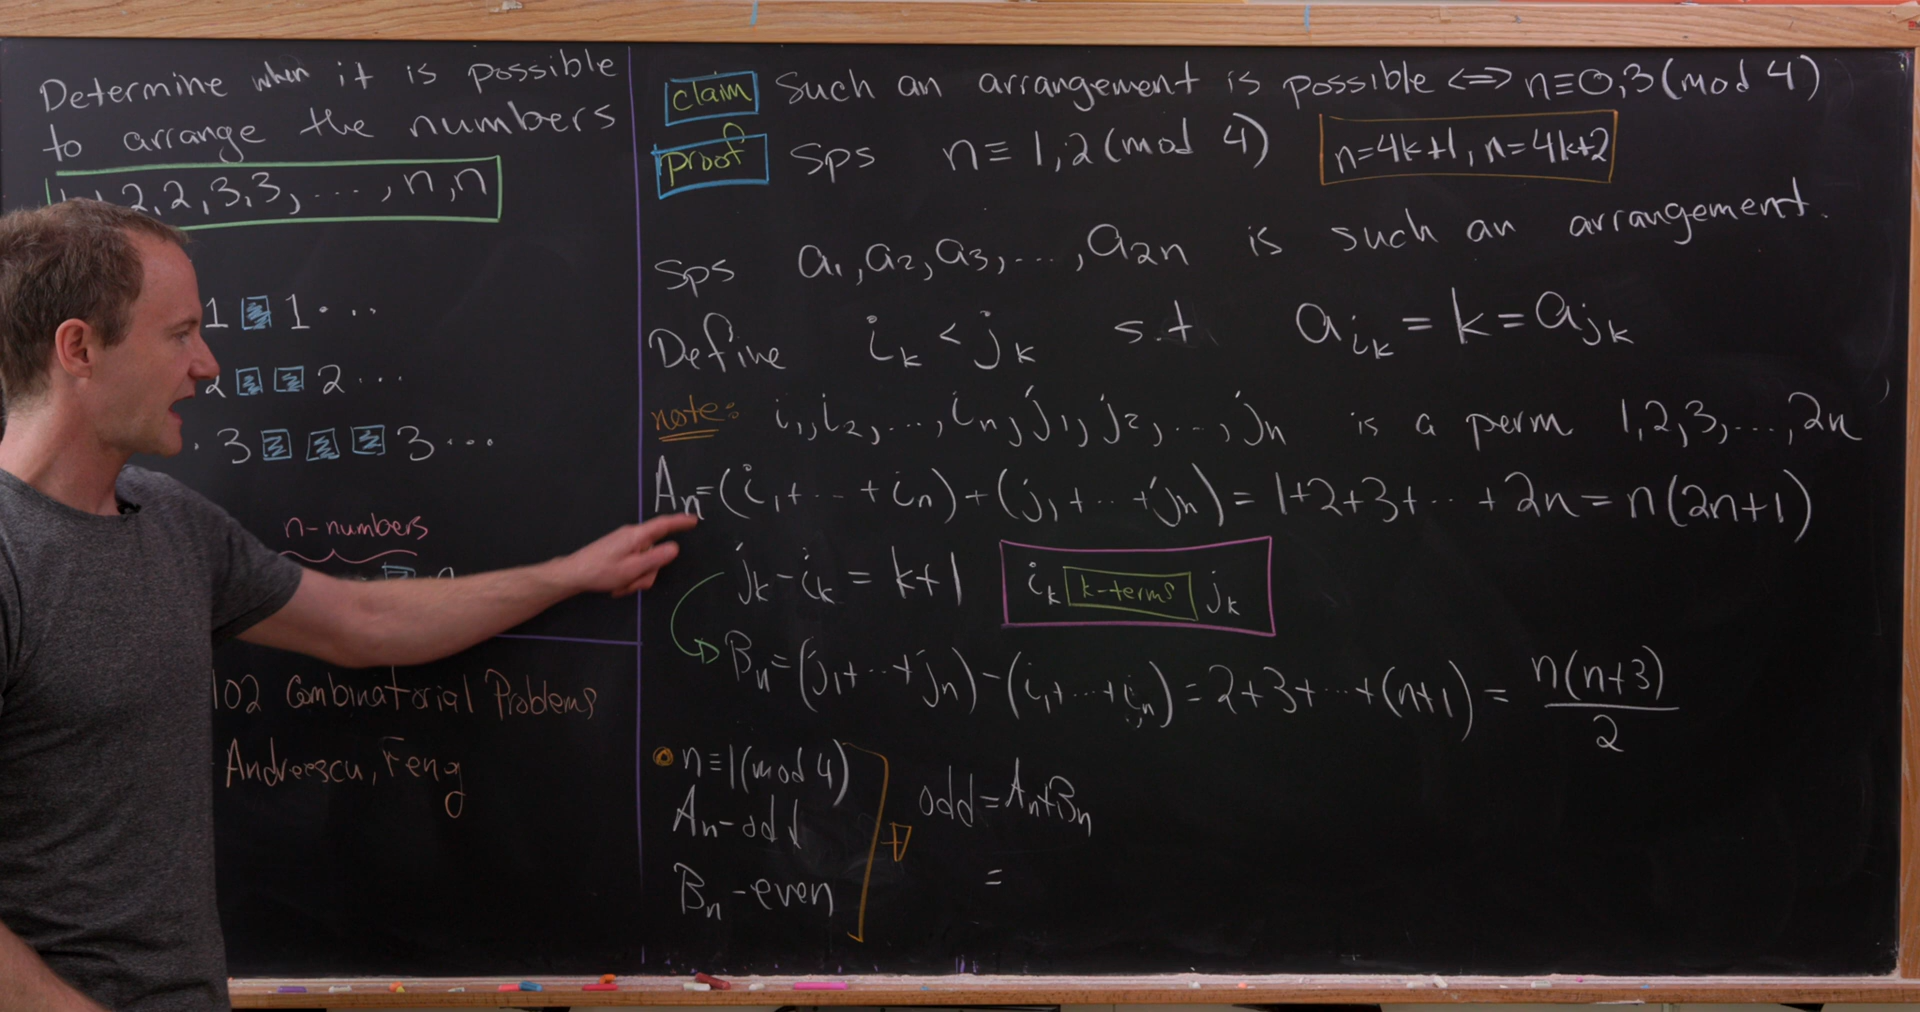 Determine when it is possible
to arrange the numbers
2,2,3,3, ..., n,n
1 1...
2 2...
. 3 3...
n-numbers
102 Combinatorial Problems
Andreescu, Feng
claim Such an arrangement is possible <=> n≡0,3(mod 4)
proof Sps n≡1,2(mod 4) n=4k+1, n=4k+2
Sps a₁,a₂,a₃,...,a₂ₙ is such an arrangement.
Define iₖ < jₖ s.t a_{iₖ} = k = a_{jₖ}
note: i₁,i₂,...,iₙ,j₁,j₂,...,jₙ is a perm 1,2,3,...,2n
Aₙ=(i₁+...+iₙ)+(j₁+...+jₙ)=1+2+3+...+2n=n(2n+1)
jₖ-iₖ=k+1 iₖ k-terms jₖ
Bₙ=(j₁+...+jₙ)-(i₁+...+iₙ)=2+3+...+(n+1)=n(n+3)/2
• n≡1(mod 4)
Aₙ-odd
Bₙ-even
odd=Aₙ+Bₙ
=